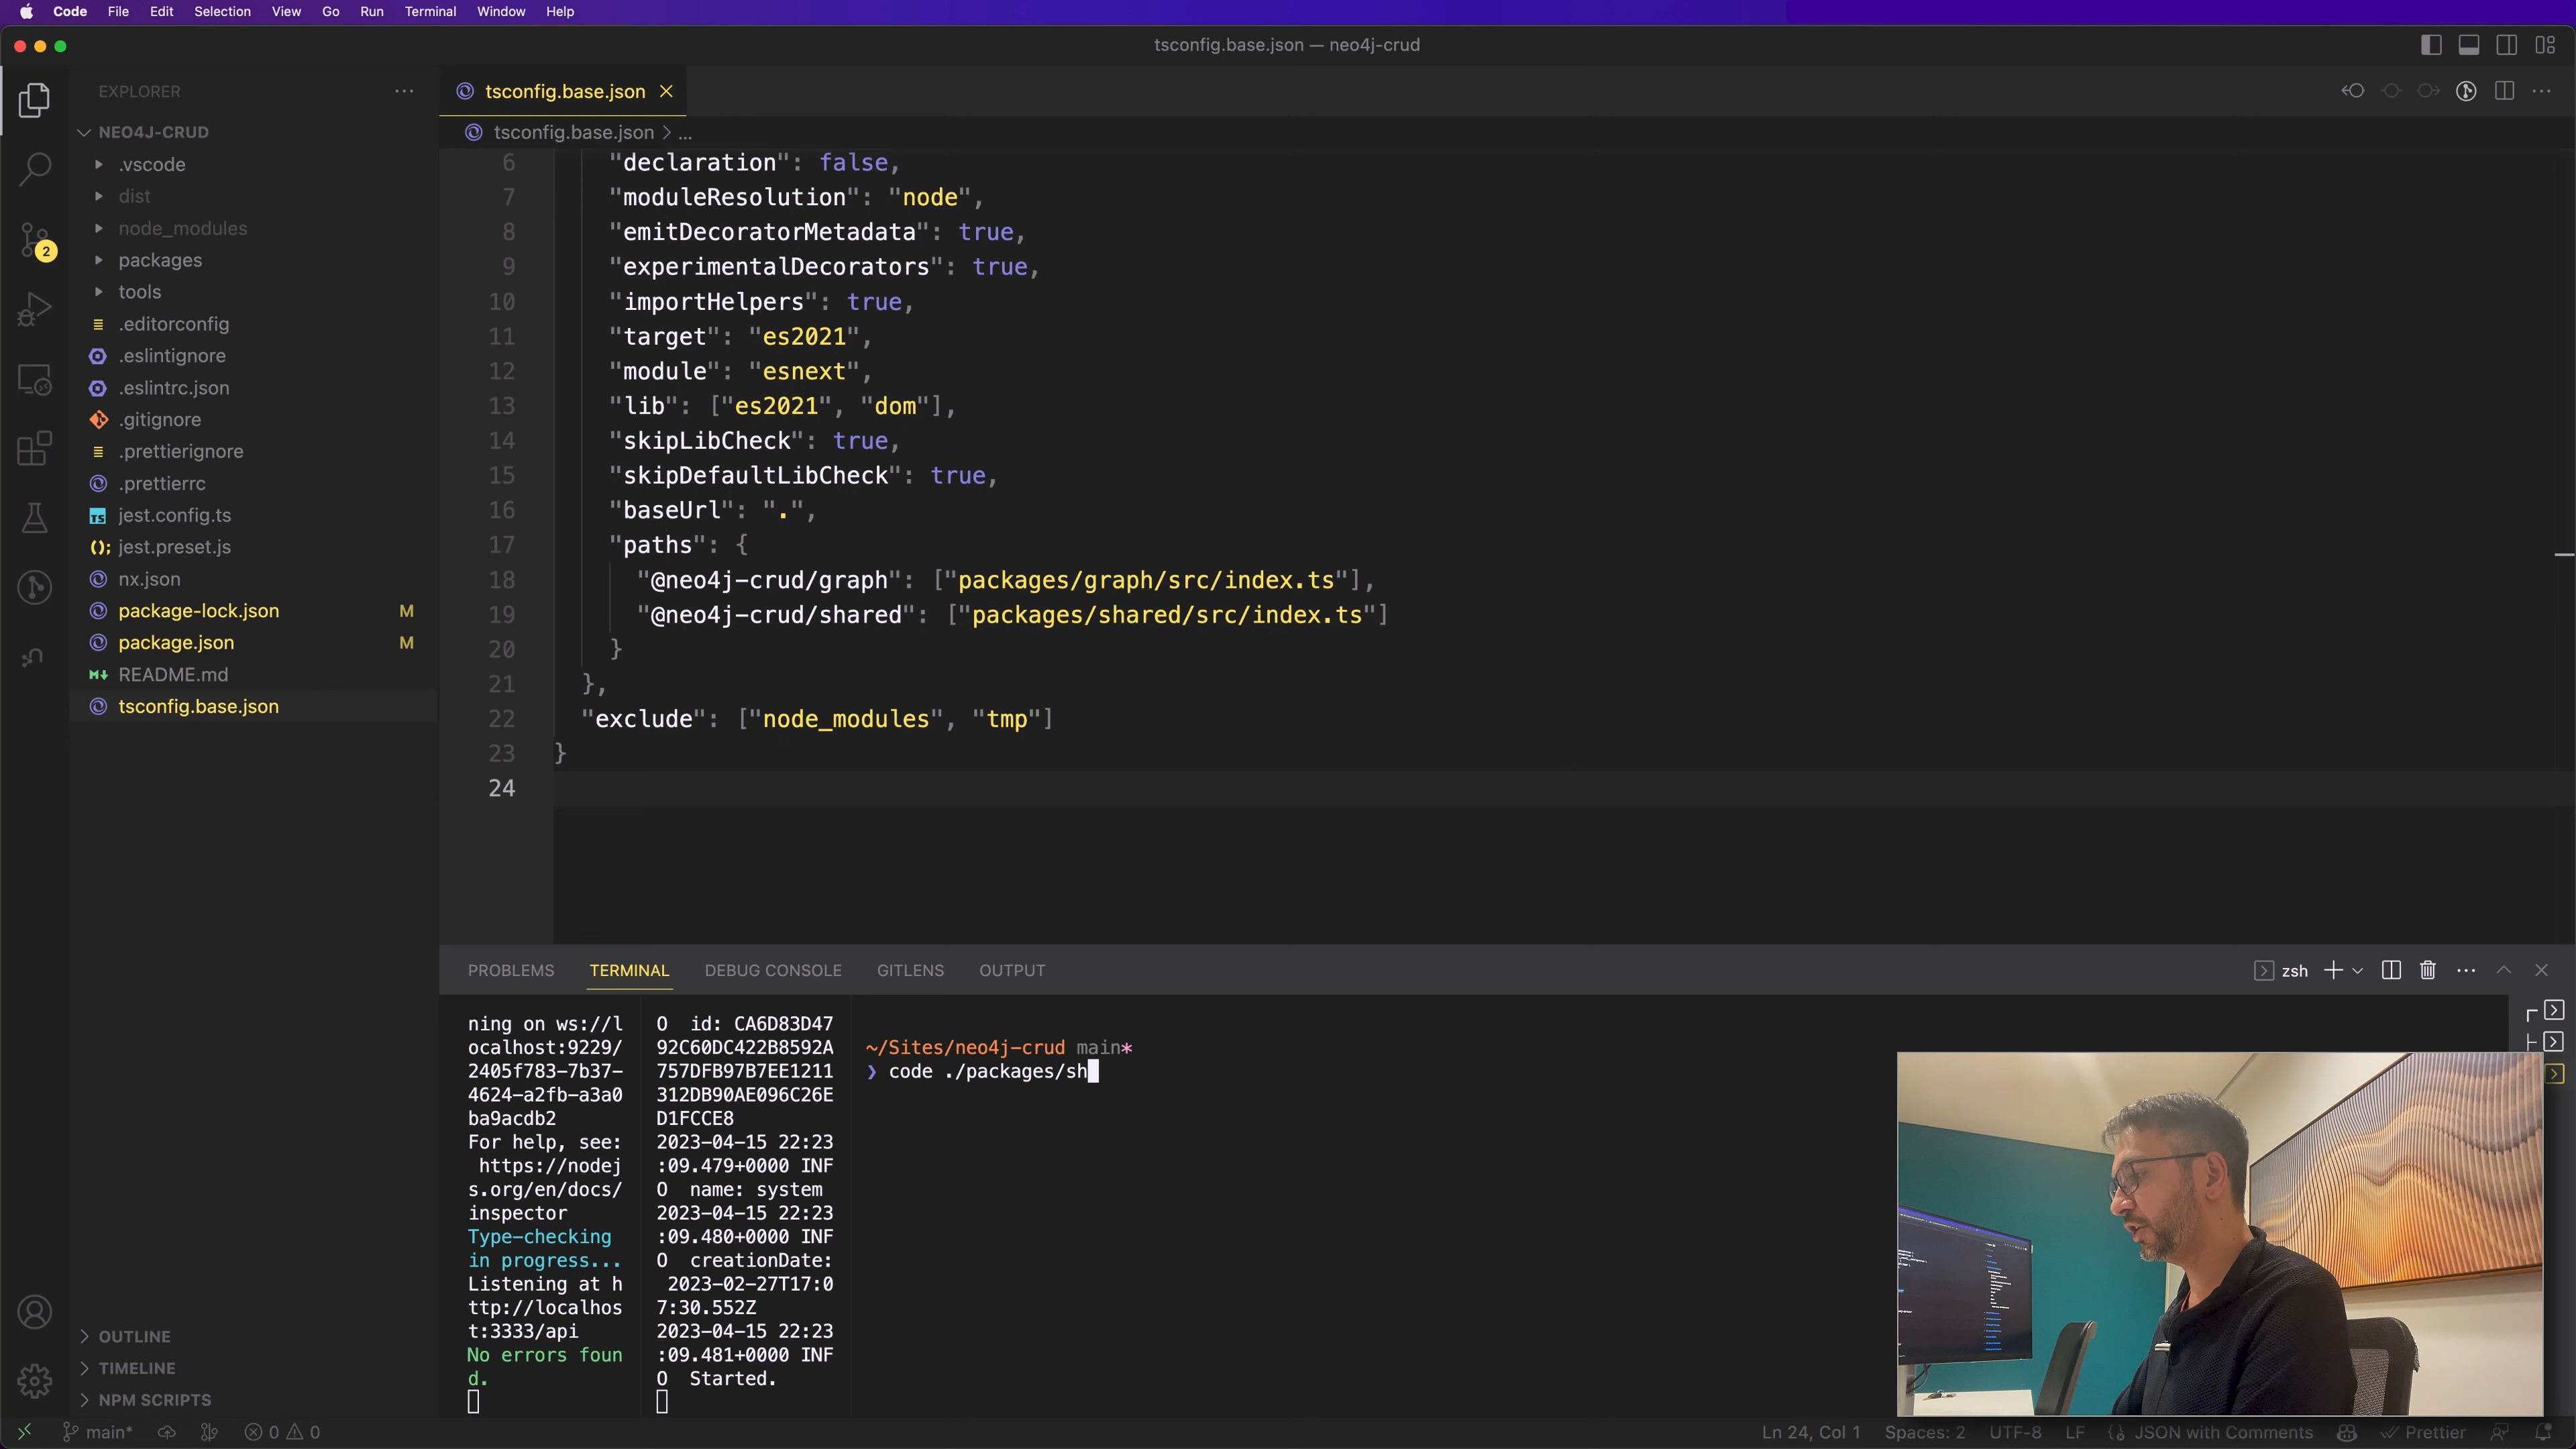 Code File Edit Selection View Go Run Terminal Window Help
tsconfig.base.json — neo4j-crud
EXPLORER
NEO4J-CRUD
.vscode
dist
node_modules
packages
tools
.editorconfig
.eslintignore
.eslintrc.json
.gitignore
.prettierignore
.prettierrc
jest.config.ts
jest.preset.js
nx.json
package-lock.json M
package.json M
README.md
tsconfig.base.json
OUTLINE
TIMELINE
NPM SCRIPTS
2
tsconfig.base.json
tsconfig.base.json > ...
6 "declaration": false,
7 "moduleResolution": "node",
8 "emitDecoratorMetadata": true,
9 "experimentalDecorators": true,
10 "importHelpers": true,
11 "target": "es2021",
12 "module": "esnext",
13 "lib": ["es2021", "dom"],
14 "skipLibCheck": true,
15 "skipDefaultLibCheck": true,
16 "baseUrl": ".",
17 "paths": {
18 "@neo4j-crud/graph": ["packages/graph/src/index.ts"],
19 "@neo4j-crud/shared": ["packages/shared/src/index.ts"]
20 }
21 },
22 "exclude": ["node_modules", "tmp"]
23 }
24
PROBLEMS TERMINAL DEBUG CONSOLE GITLENS OUTPUT
zsh
ning on ws://l
ocalhost:9229/
2405f783-7b37-
4624-a2fb-a3a0
ba9acdb2
For help, see:
https://nodej
s.org/en/docs/
inspector
Type-checking
in progress...
Listening at h
ttp://localhos
t:3333/api
No errors foun
d.
O id: CA6D83D47
92C60DC422B8592A
757DFB97B7EE1211
312DB90AE096C26E
D1FCCE8
2023-04-15 22:23
:09.479+0000 INF
O name: system
2023-04-15 22:23
:09.480+0000 INF
O creationDate:
2023-02-27T17:0
7:30.552Z
2023-04-15 22:23
:09.481+0000 INF
O Started.
~/Sites/neo4j-crud main*
❯ code ./packages/sh
main* 0 0
Ln 24, Col 1 Spaces: 2 UTF-8 LF JSON with Comments Prettier